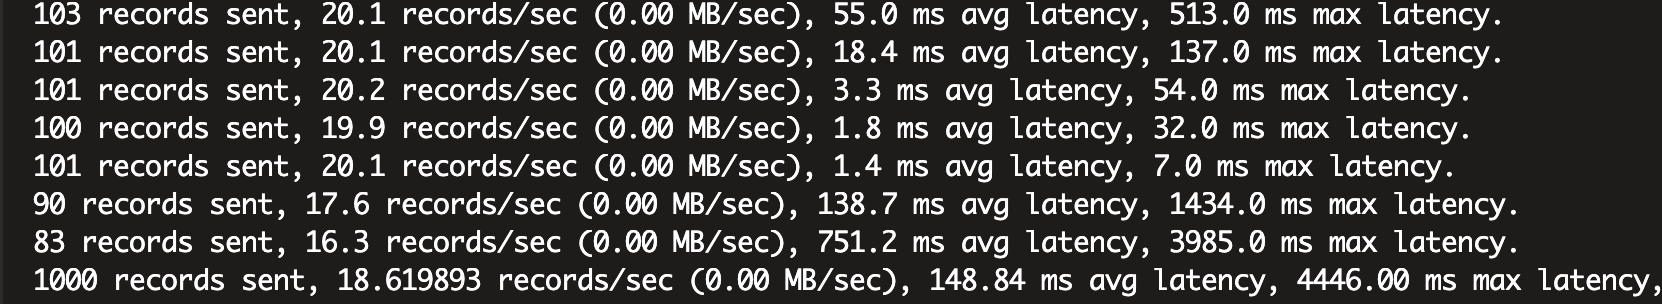 103 records sent, 20.1 records/sec (0.00 MB/sec), 55.0 ms avg latency, 513.0 ms max latency.
101 records sent, 20.1 records/sec (0.00 MB/sec), 18.4 ms avg latency, 137.0 ms max latency.
101 records sent, 20.2 records/sec (0.00 MB/sec), 3.3 ms avg latency, 54.0 ms max latency.
100 records sent, 19.9 records/sec (0.00 MB/sec), 1.8 ms avg latency, 32.0 ms max latency.
101 records sent, 20.1 records/sec (0.00 MB/sec), 1.4 ms avg latency, 7.0 ms max latency.
90 records sent, 17.6 records/sec (0.00 MB/sec), 138.7 ms avg latency, 1434.0 ms max latency.
83 records sent, 16.3 records/sec (0.00 MB/sec), 751.2 ms avg latency, 3985.0 ms max latency.
1000 records sent, 18.619893 records/sec (0.00 MB/sec), 148.84 ms avg latency, 4446.00 ms max latency,